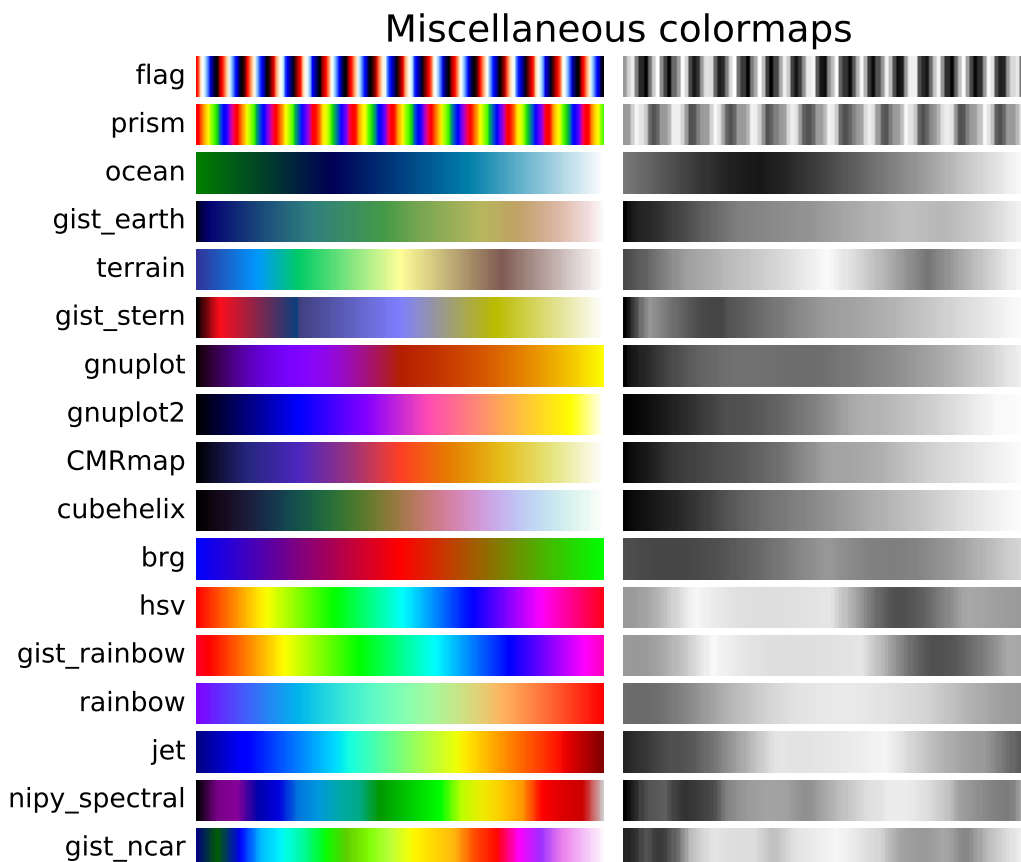 Miscellaneous colormaps
flag
prism
ocean
gist_earth
terrain
gist_stern
gnuplot
gnuplot2
CMRmap
cubehelix
brg
hsv
gist_rainbow
rainbow
jet
nipy_spectral
gist_ncar